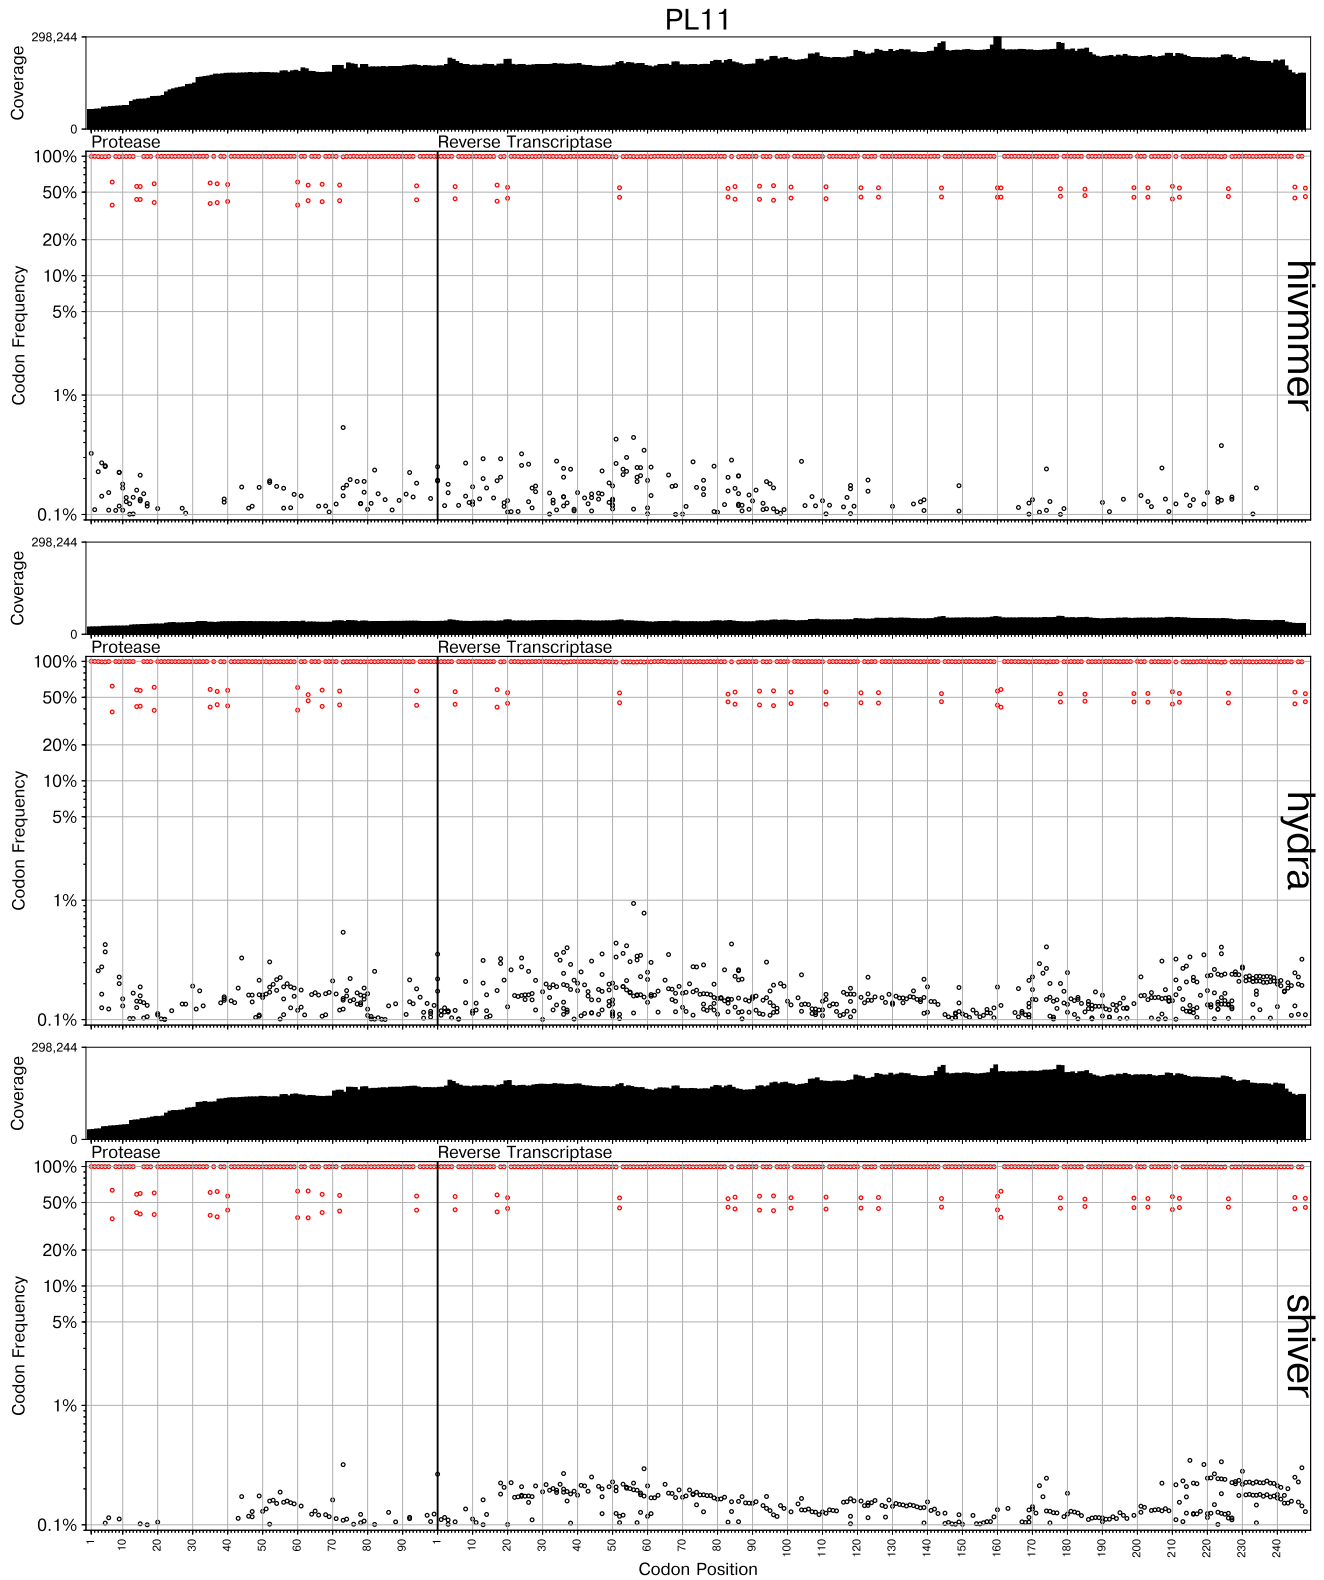 PL11
298,244
Coverage
0
Protease
Reverse Transcriptase
100%
50%
20%
10%
5%
1%
0.1%
Codon Frequency
hivmmer
298,244
Coverage
0
Protease
Reverse Transcriptase
100%
50%
20%
10%
5%
1%
0.1%
Codon Frequency
hydra
298,244
Coverage
0
Protease
Reverse Transcriptase
100%
50%
20%
10%
5%
1%
0.1%
Codon Frequency
shiver
1 10 20 30 40 50 60 70 80 90 1 10 20 30 40 50 60 70 80 90 100 110 120 130 140 150 160 170 180 190 200 210 220 230 240
Codon Position